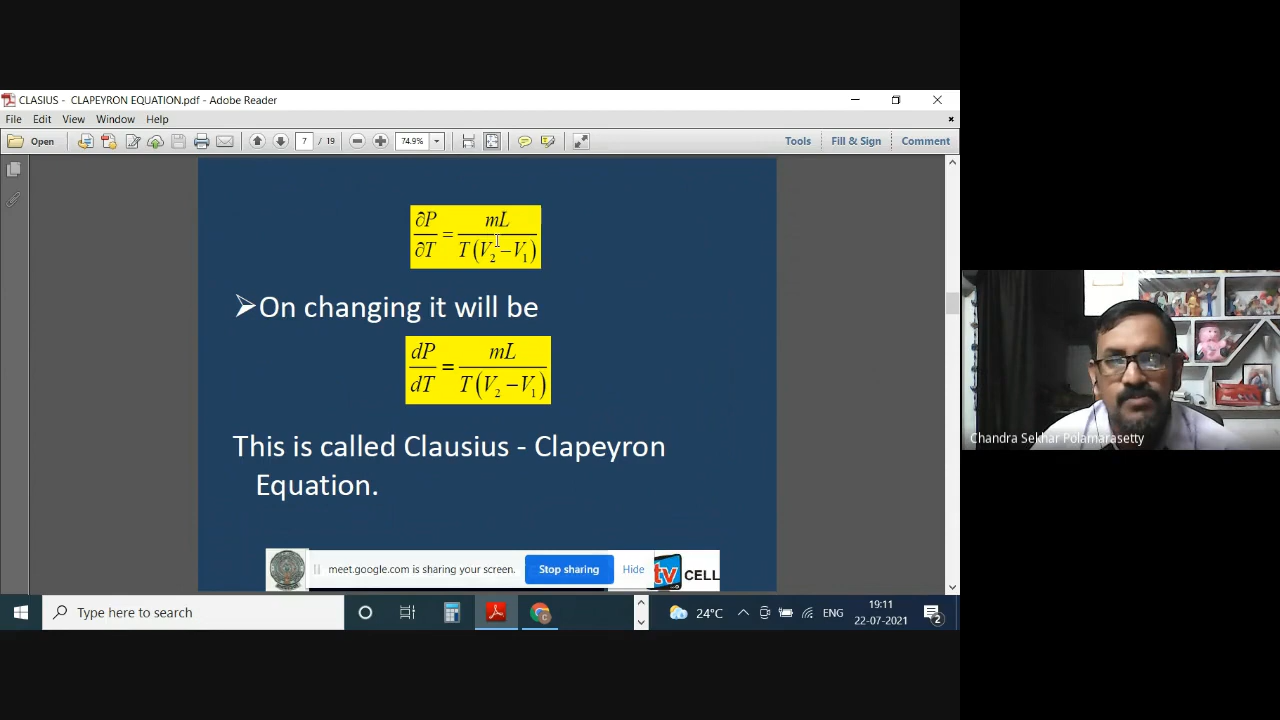 CLASIUS - CLAPEYRON EQUATION.pdf - Adobe Reader
File Edit View Window Help
Open 7 / 19 74.9% Tools Fill & Sign Comment
∂P/∂T = mL/T(V₂−V₁)
➢On changing it will be
dP/dT = mL/T(V₂−V₁)
This is called Clausius - Clapeyron
Equation.
meet.google.com is sharing your screen. Stop sharing Hide tv CELL
Type here to search 24°C ENG 19:11
22-07-2021 2
Chandra Sekhar Polamarasetty